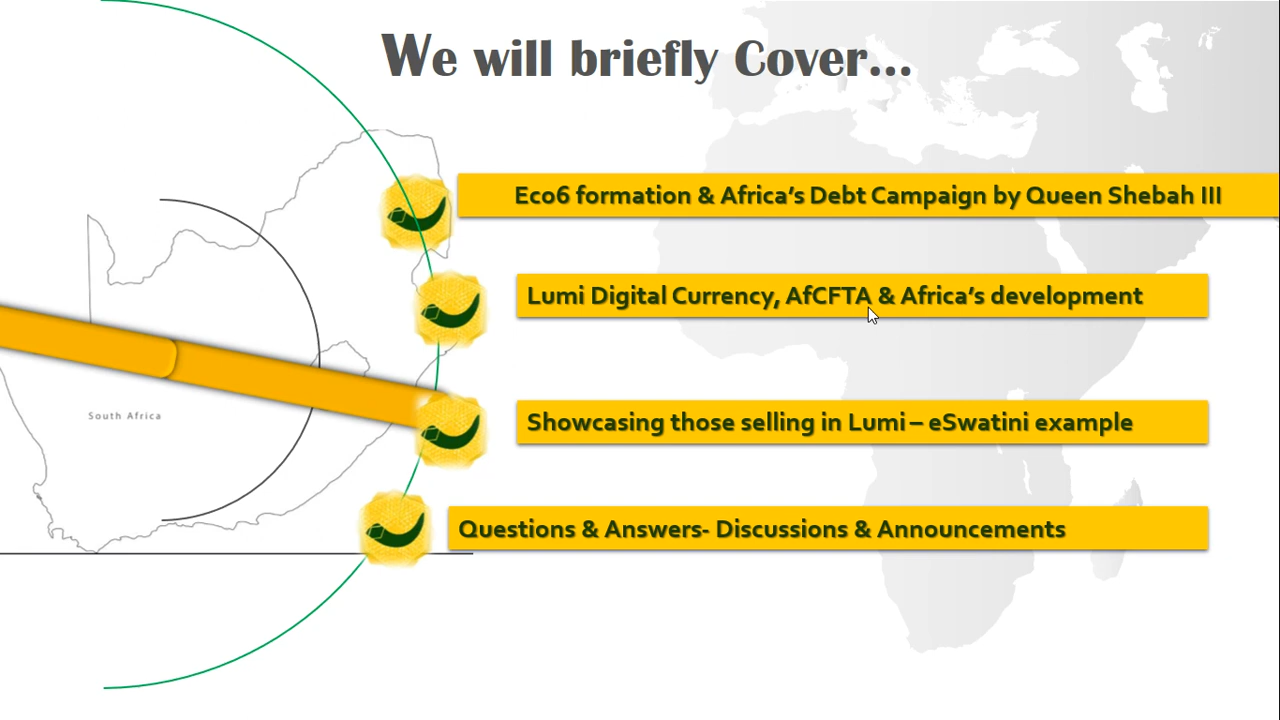 We will briefly Cover...
Eco6 formation & Africa's Debt Campaign by Queen Shebah III
Lumi Digital Currency, AfCFTA & Africa's development
South Africa
Showcasing those selling in Lumi – eSwatini example
Questions & Answers- Discussions & Announcements